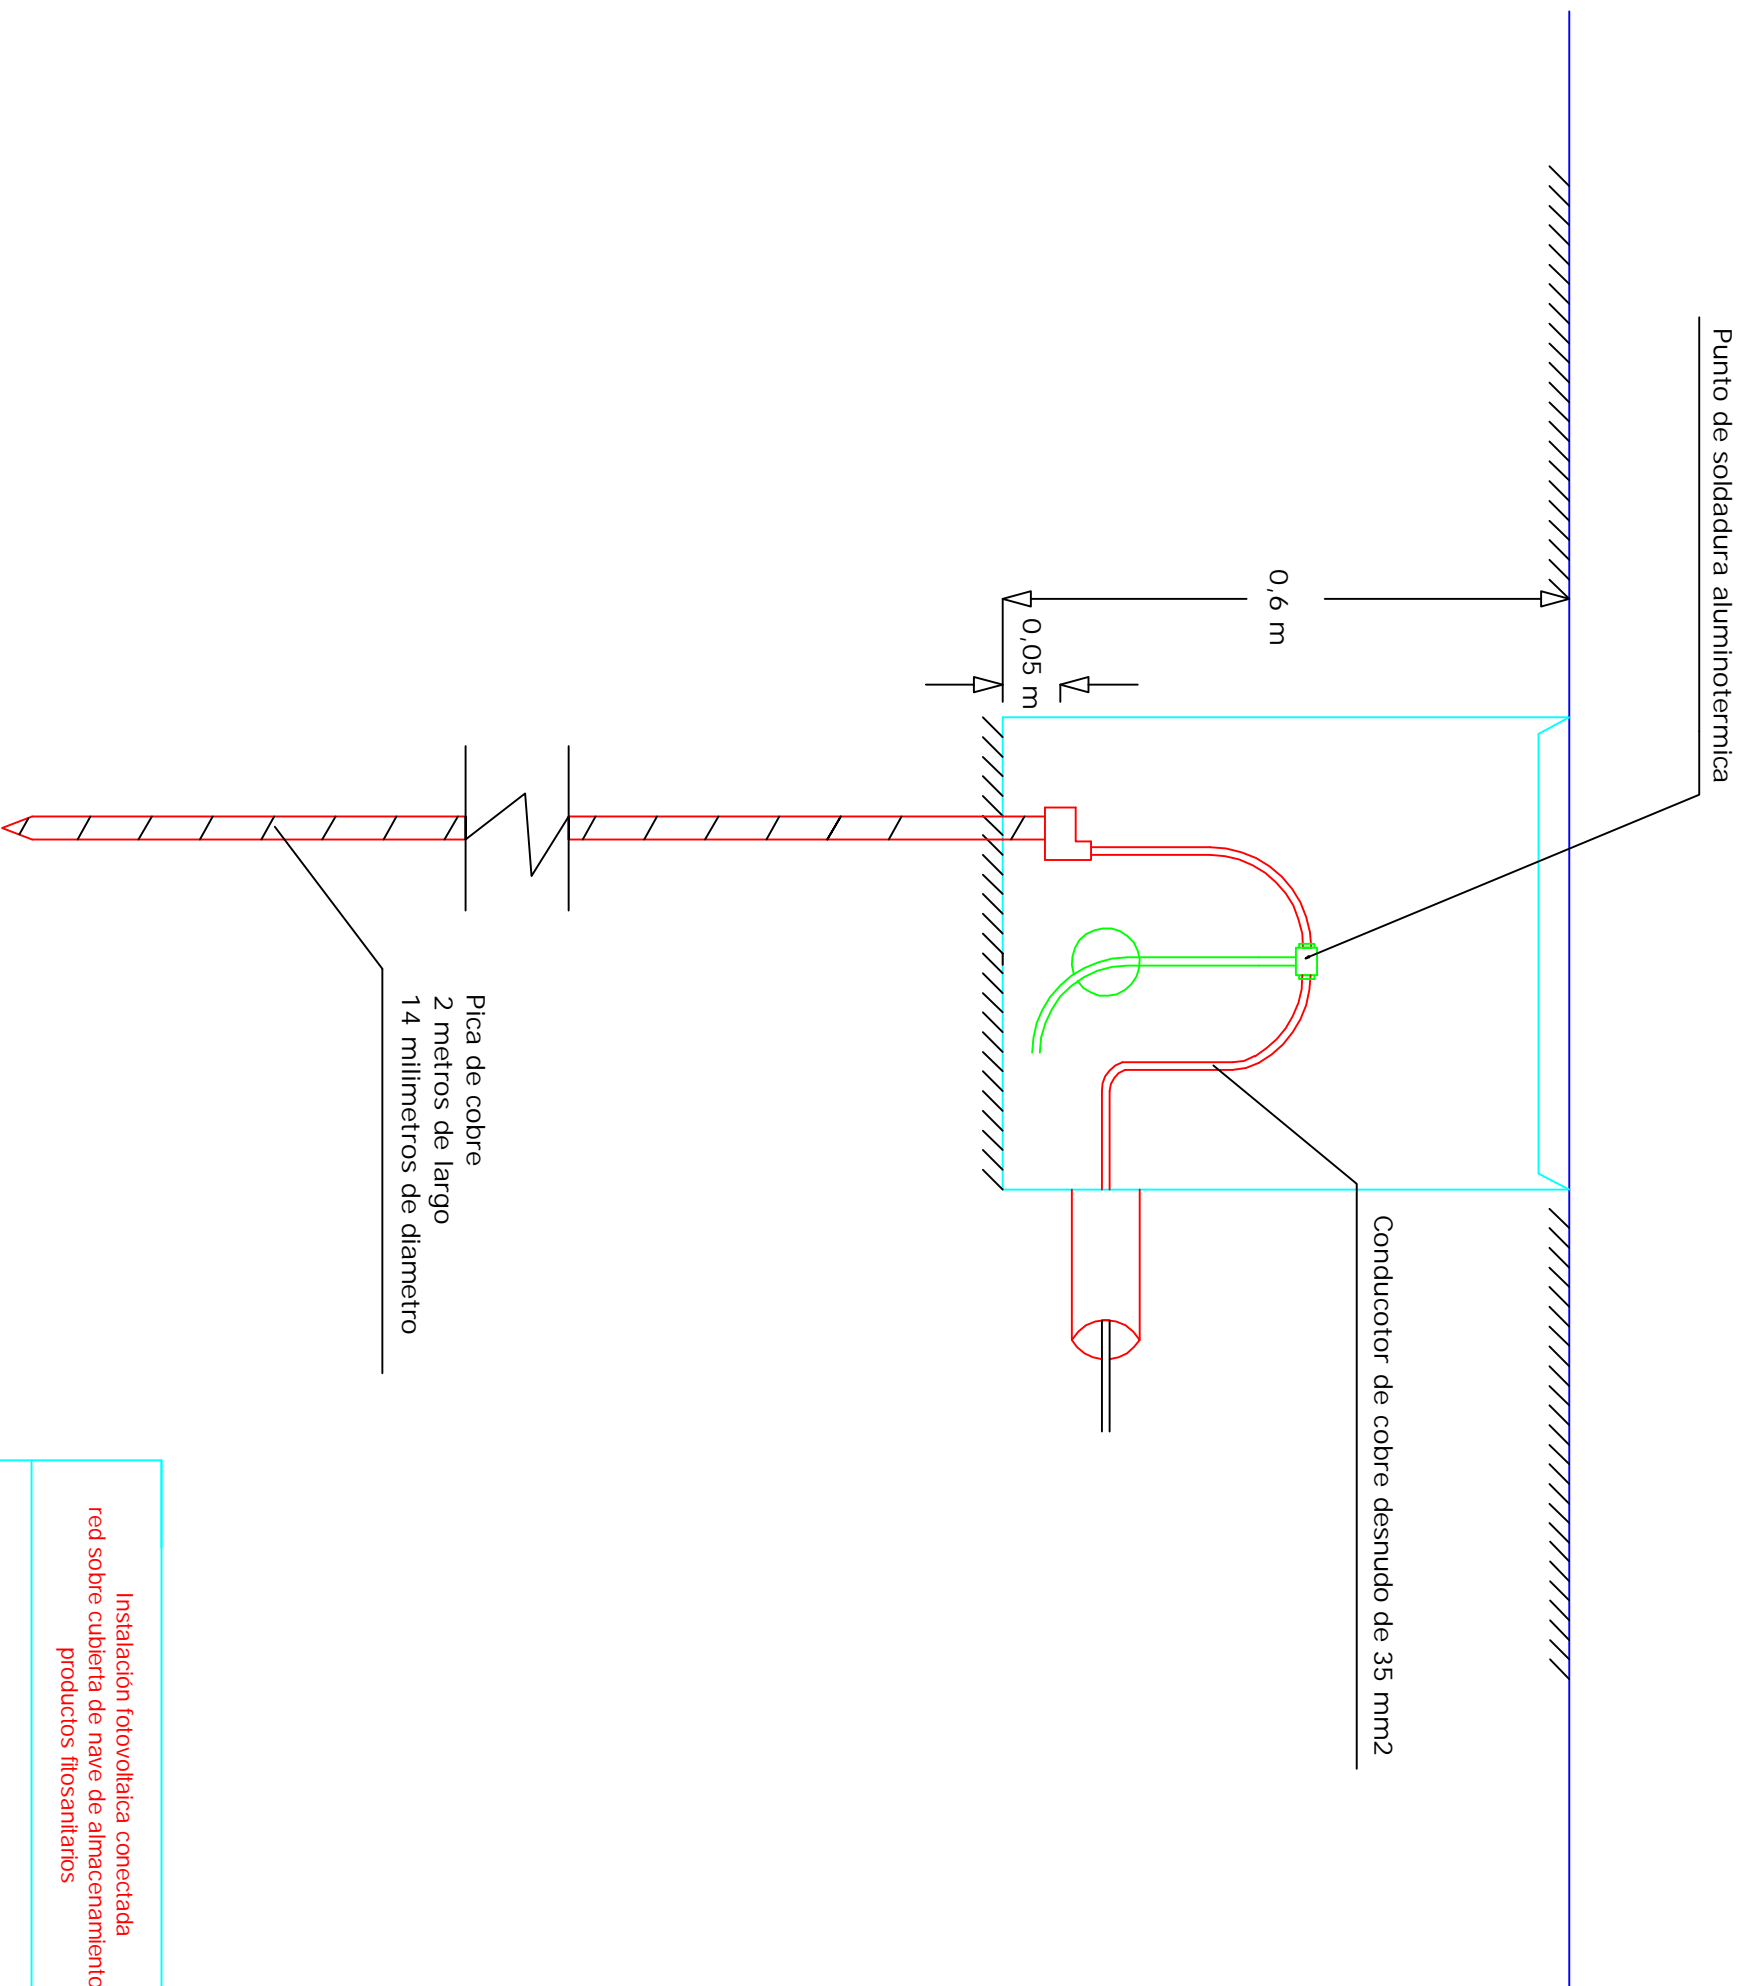 Punto de soldadura aluminotermica
0,6 m
0,05 m
Conducotor de cobre desnudo de 35 mm2
Pica de cobre
2 metros de largo
14 milimetros de diametro
Instalación fotovoltaica conectada
red sobre cubierta de nave de almacenamiento
productos fitosanitarios